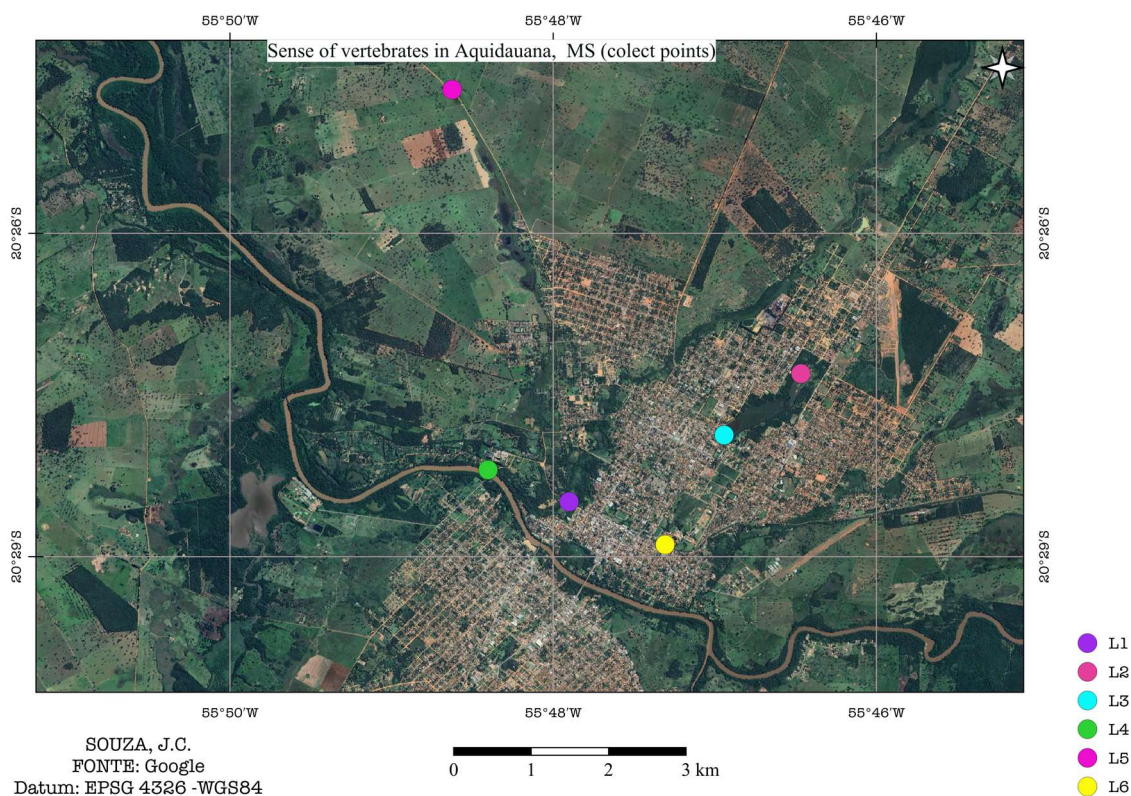 55°50'W 55°48'W 55°46'W
Sense of vertebrates in Aquidauana, MS (colect points)
20°26'S 20°26'S
20°29'S 20°29'S
55°50'W 55°48'W 55°46'W
L1
L2
L3
L4
L5
L6
SOUZA, J.C.
FONTE: Google
Datum: EPSG 4326 -WGS84
0 1 2 3 km